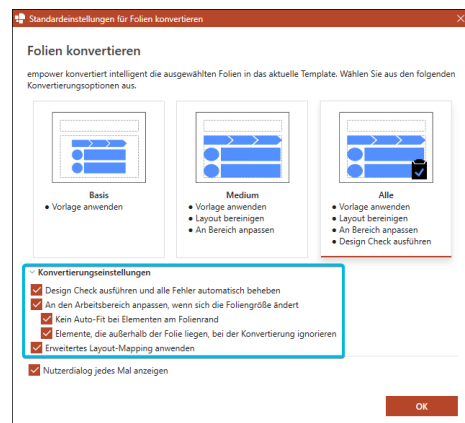 Standardeinstellungen für Folien konvertieren
Folien konvertieren
empower konvertiert intelligent die ausgewählten Folien in das aktuelle Template. Wählen Sie aus den folgenden
Konvertierungsoptionen aus.
Basis
• Vorlage anwenden
Medium
• Vorlage anwenden
• Layout bereinigen
• An Bereich anpassen
Alle
• Vorlage anwenden
• Layout bereinigen
• An Bereich anpassen
• Design Check ausführen
Konvertierungseinstellungen
Design Check ausführen und alle Fehler automatisch beheben
An den Arbeitsbereich anpassen, wenn sich die Foliengröße ändert
Kein Auto-Fit bei Elementen am Folienrand
Elemente, die außerhalb der Folie liegen, bei der Konvertierung ignorieren
Erweitertes Layout-Mapping anwenden
Nutzerdialog jedes Mal anzeigen
OK